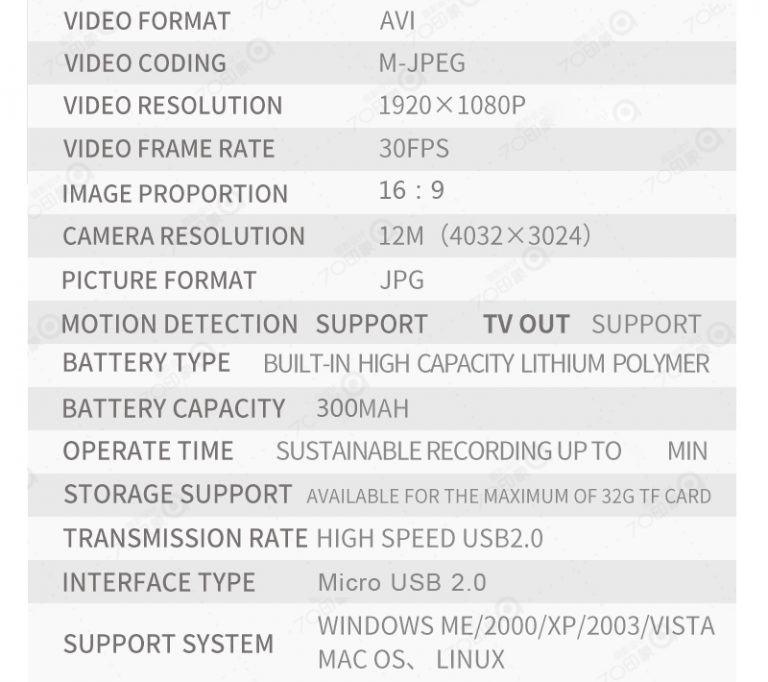 VIDEO FORMAT AVI
VIDEO CODING M-JPEG
VIDEO RESOLUTION 1920×1080P
VIDEO FRAME RATE 30FPS
IMAGE PROPORTION 16：9
CAMERA RESOLUTION 12M（4032×3024）
PICTURE FORMAT JPG
MOTION DETECTION SUPPORT TV OUT SUPPORT
BATTERY TYPE BUILT-IN HIGH CAPACITY LITHIUM POLYMER
BATTERY CAPACITY 300MAH
OPERATE TIME SUSTAINABLE RECORDING UP TO MIN
STORAGE SUPPORT AVAILABLE FOR THE MAXIMUM OF 32G TF CARD
TRANSMISSION RATE HIGH SPEED USB2.0
INTERFACE TYPE Micro USB 2.0
SUPPORT SYSTEM WINDOWS ME/2000/XP/2003/VISTA
MAC OS、 LINUX